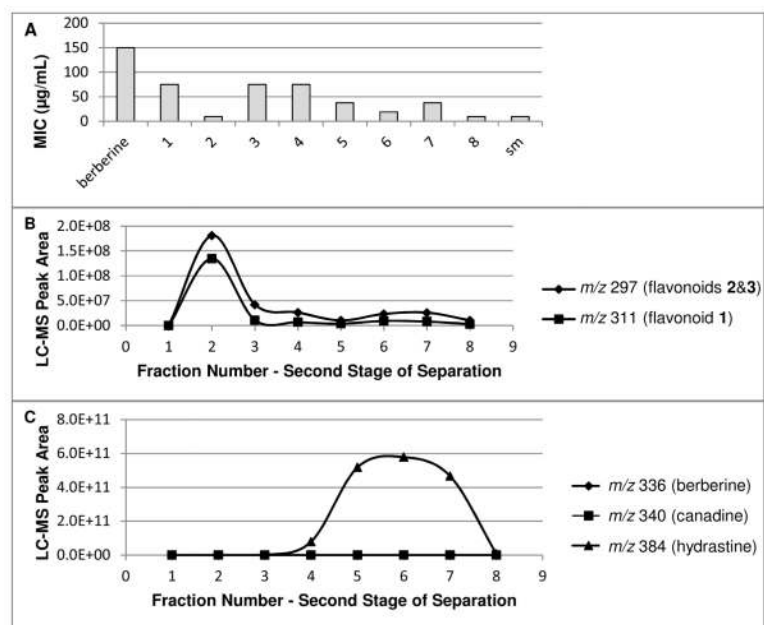 A
200
150
100
50
0
MIC (µg/mL)
berberine 1 2 3 4 5 6 7 8 sm
B
2.0E+08
1.5E+08
1.0E+08
5.0E+07
0.0E+00
LC-MS Peak Area
0 1 2 3 4 5 6 7 8 9
Fraction Number - Second Stage of Separation
m/z 297 (flavonoids 2&3)
m/z 311 (flavonoid 1)
C
8.0E+11
6.0E+11
4.0E+11
2.0E+11
0.0E+00
LC-MS Peak Area
0 1 2 3 4 5 6 7 8 9
Fraction Number - Second Stage of Separation
m/z 336 (berberine)
m/z 340 (canadine)
m/z 384 (hydrastine)